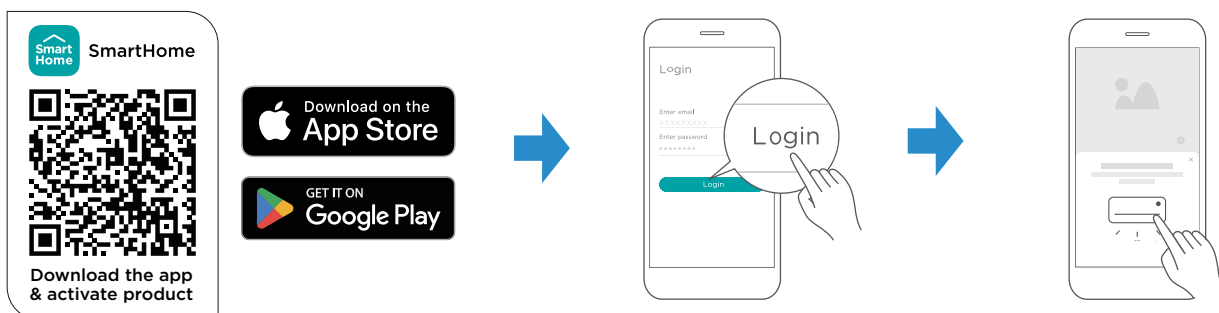 Smart
Home
SmartHome
Download the app
& activate product
Download on the
App Store
GET IT ON
Google Play
Login
Enter email
XXXXXXXXX
Enter password
Login
Login